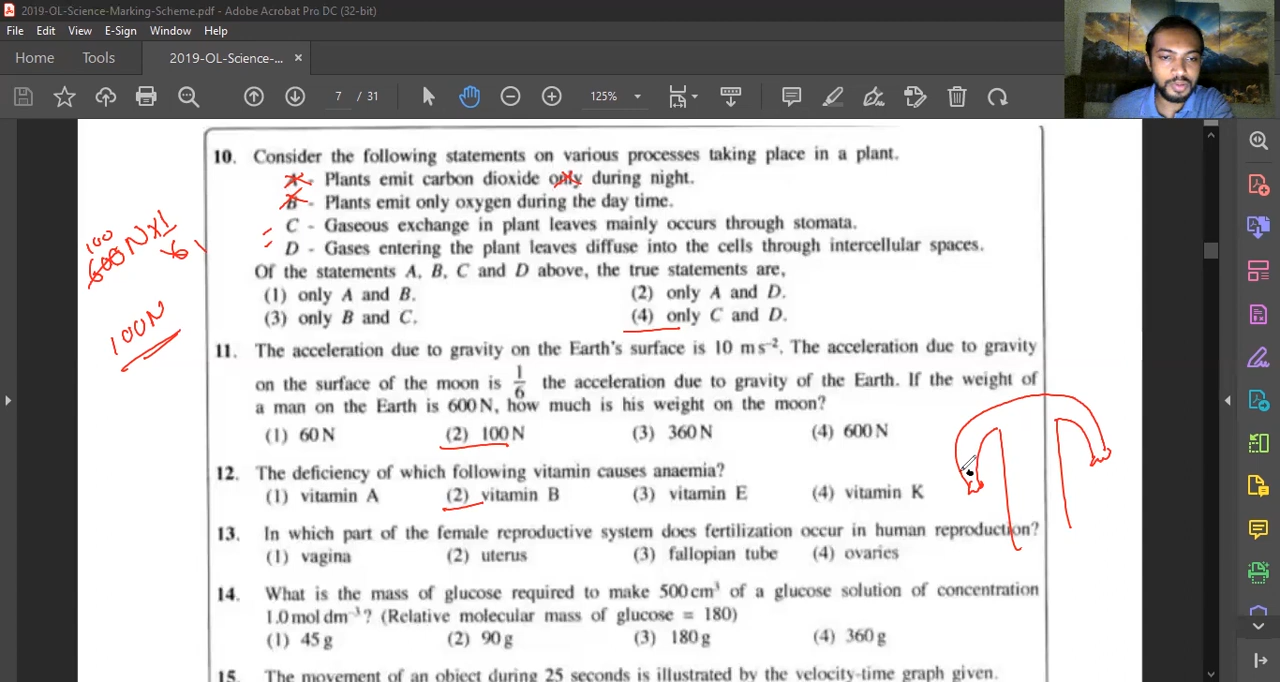 2019-OL-Science-Marking-Scheme.pdf - Adobe Acrobat Pro DC (32-bit)
File Edit View E-Sign Window Help
Home Tools 2019-OL-Science-... ×
7 / 31 125%
10. Consider the following statements on various processes taking place in a plant.
A - Plants emit carbon dioxide only during night.
B - Plants emit only oxygen during the day time.
C - Gaseous exchange in plant leaves mainly occurs through stomata.
D - Gases entering the plant leaves diffuse into the cells through intercellular spaces.
Of the statements A, B, C and D above, the true statements are,
(1) only A and B. (2) only A and D.
(3) only B and C. (4) only C and D.
100
600N×1
6 1
100N
11. The acceleration due to gravity on the Earth's surface is 10 m s⁻². The acceleration due to gravity
on the surface of the moon is 1/6 the acceleration due to gravity of the Earth. If the weight of
a man on the Earth is 600 N, how much is his weight on the moon?
(1) 60 N (2) 100 N (3) 360 N (4) 600 N
12. The deficiency of which following vitamin causes anaemia?
(1) vitamin A (2) vitamin B (3) vitamin E (4) vitamin K
13. In which part of the female reproductive system does fertilization occur in human reproduction?
(1) vagina (2) uterus (3) fallopian tube (4) ovaries
14. What is the mass of glucose required to make 500 cm³ of a glucose solution of concentration
1.0 mol dm⁻³? (Relative molecular mass of glucose = 180)
(1) 45 g (2) 90 g (3) 180 g (4) 360 g
15. The movement of an object during 25 seconds is illustrated by the velocity-time graph given.